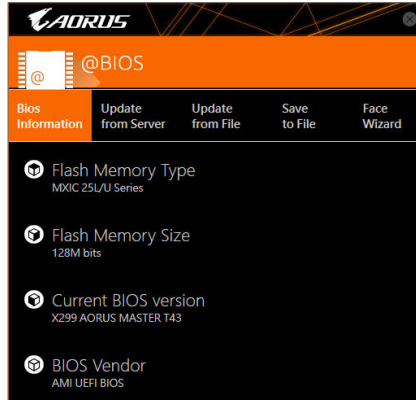 AORUS
@BIOS
@
Bios Information
Update from Server
Update from File
Save to File
Face Wizard
Flash Memory Type
MXIC 25L/U Series
Flash Memory Size
128M bits
Current BIOS version
X299 AORUS MASTER T43
BIOS Vendor
AMI UEFI BIOS